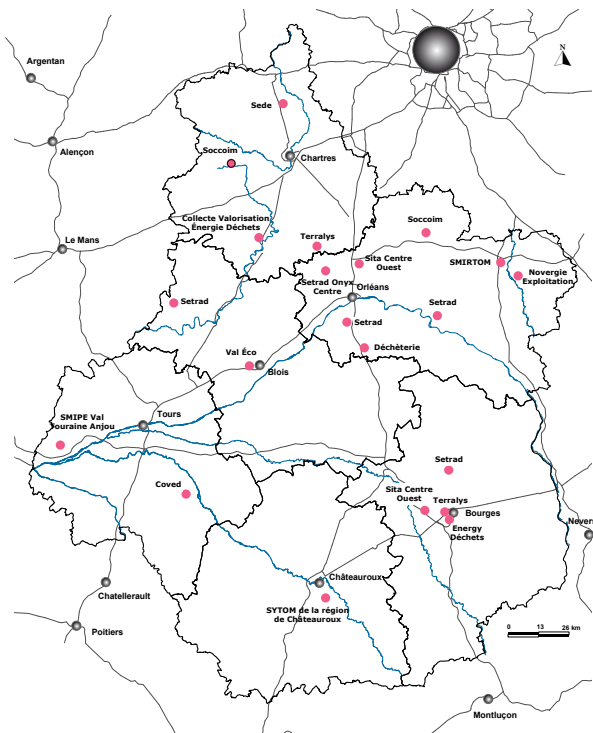 Argentan
N
Sede
Alençon
Soccoim
Chartres
Collecte Valorisation
Énergie Déchets
Terralys
Soccoim
Le Mans
Sita Centre
Ouest
SMIRTOM
Setrad Onyx
Centre
Novergie
Exploitation
Orléans
Setrad
Setrad
Setrad
Déchèterie
Val Éco
Blois
SMIPE Val
Touraine Anjou
Tours
Setrad
Coved
Sita Centre
Ouest
Terralys
Bourges
Energy
Déchets
Nevers
Châteauroux
Chatellerault
SYTOM de la région
de Châteauroux
Poitiers
0 13 26 km
Montluçon